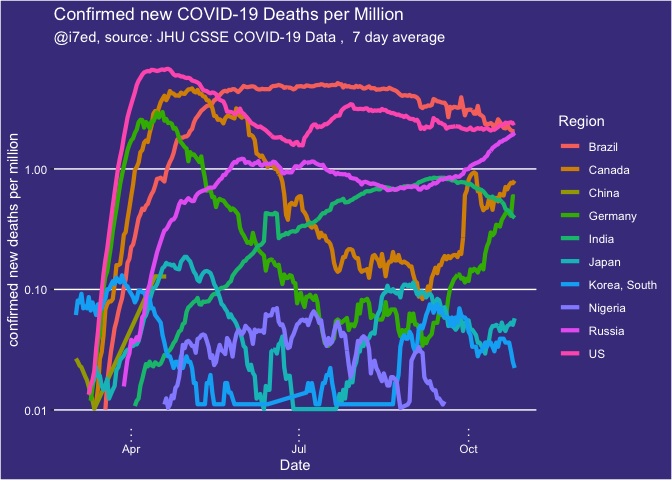 Confirmed new COVID-19 Deaths per Million
@i7ed, source: JHU CSSE COVID-19 Data ,  7 day average
confirmed new deaths per million
1.00
0.10
0.01
Apr
Jul
Oct
Date
Region
Brazil
Canada
China
Germany
India
Japan
Korea, South
Nigeria
Russia
US